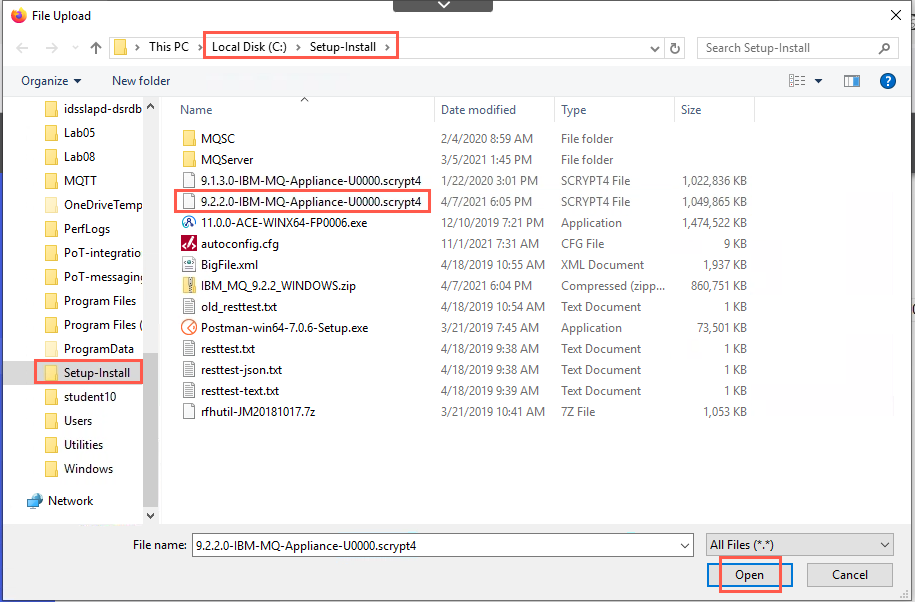 File Upload
This PC > Local Disk (C:) > Setup-Install >
Search Setup-Install
Organize New folder
Name Date modified Type Size
idsslapd-dsrdb
Lab05
Lab08
MQTT
OneDriveTemp
PerfLogs
PoT-integratio
PoT-messaging
Program Files
Program Files (
ProgramData
Setup-Install
student10
Users
Utilities
Windows
Network
MQSC 2/4/2020 8:59 AM File folder
MQServer 3/5/2021 1:45 PM File folder
9.1.3.0-IBM-MQ-Appliance-U0000.scrypt4 1/22/2020 3:01 PM SCRYPT4 File 1,022,836 KB
9.2.2.0-IBM-MQ-Appliance-U0000.scrypt4 4/7/2021 6:05 PM SCRYPT4 File 1,049,865 KB
11.0.0-ACE-WINX64-FP0006.exe 12/10/2019 7:21 PM Application 1,474,522 KB
autoconfig.cfg 11/1/2021 7:31 AM CFG File 9 KB
BigFile.xml 4/18/2019 10:55 AM XML Document 1,937 KB
IBM_MQ_9.2.2_WINDOWS.zip 4/7/2021 6:04 PM Compressed (zipp... 860,751 KB
old_resttest.txt 4/18/2019 10:54 AM Text Document 1 KB
Postman-win64-7.0.6-Setup.exe 3/21/2019 7:45 AM Application 73,501 KB
resttest.txt 4/18/2019 9:38 AM Text Document 1 KB
resttest-json.txt 4/18/2019 9:38 AM Text Document 1 KB
resttest-text.txt 4/18/2019 9:39 AM Text Document 1 KB
rfhutil-JM20181017.7z 3/21/2019 10:41 AM 7Z File 1,053 KB
File name: 9.2.2.0-IBM-MQ-Appliance-U0000.scrypt4 All Files (*.*)
Open Cancel